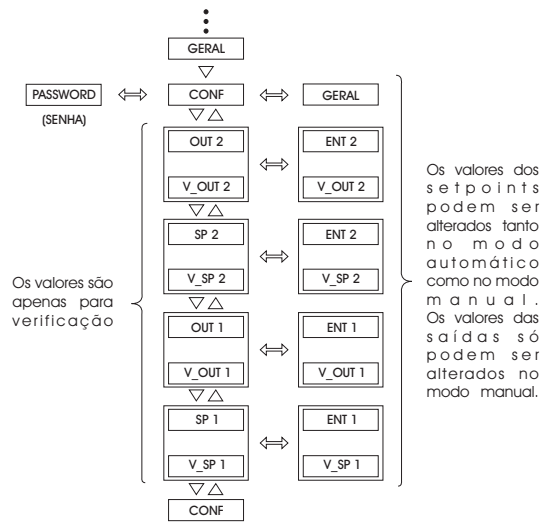 GERAL
PASSWORD
(SENHA)
CONF
GERAL
OUT 2
V_OUT 2
ENT 2
V_OUT 2
SP 2
V_SP 2
ENT 2
V_SP 2
OUT 1
V_OUT 1
ENT 1
V_OUT 1
SP 1
V_SP 1
ENT 1
V_SP 1
CONF
Os valores são
apenas para
verificação
Os valores dos
setpoints
podem ser
alterados tanto
no modo
automático
como no modo
manual.
Os valores das
saídas só
podem ser
alterados no
modo manual.